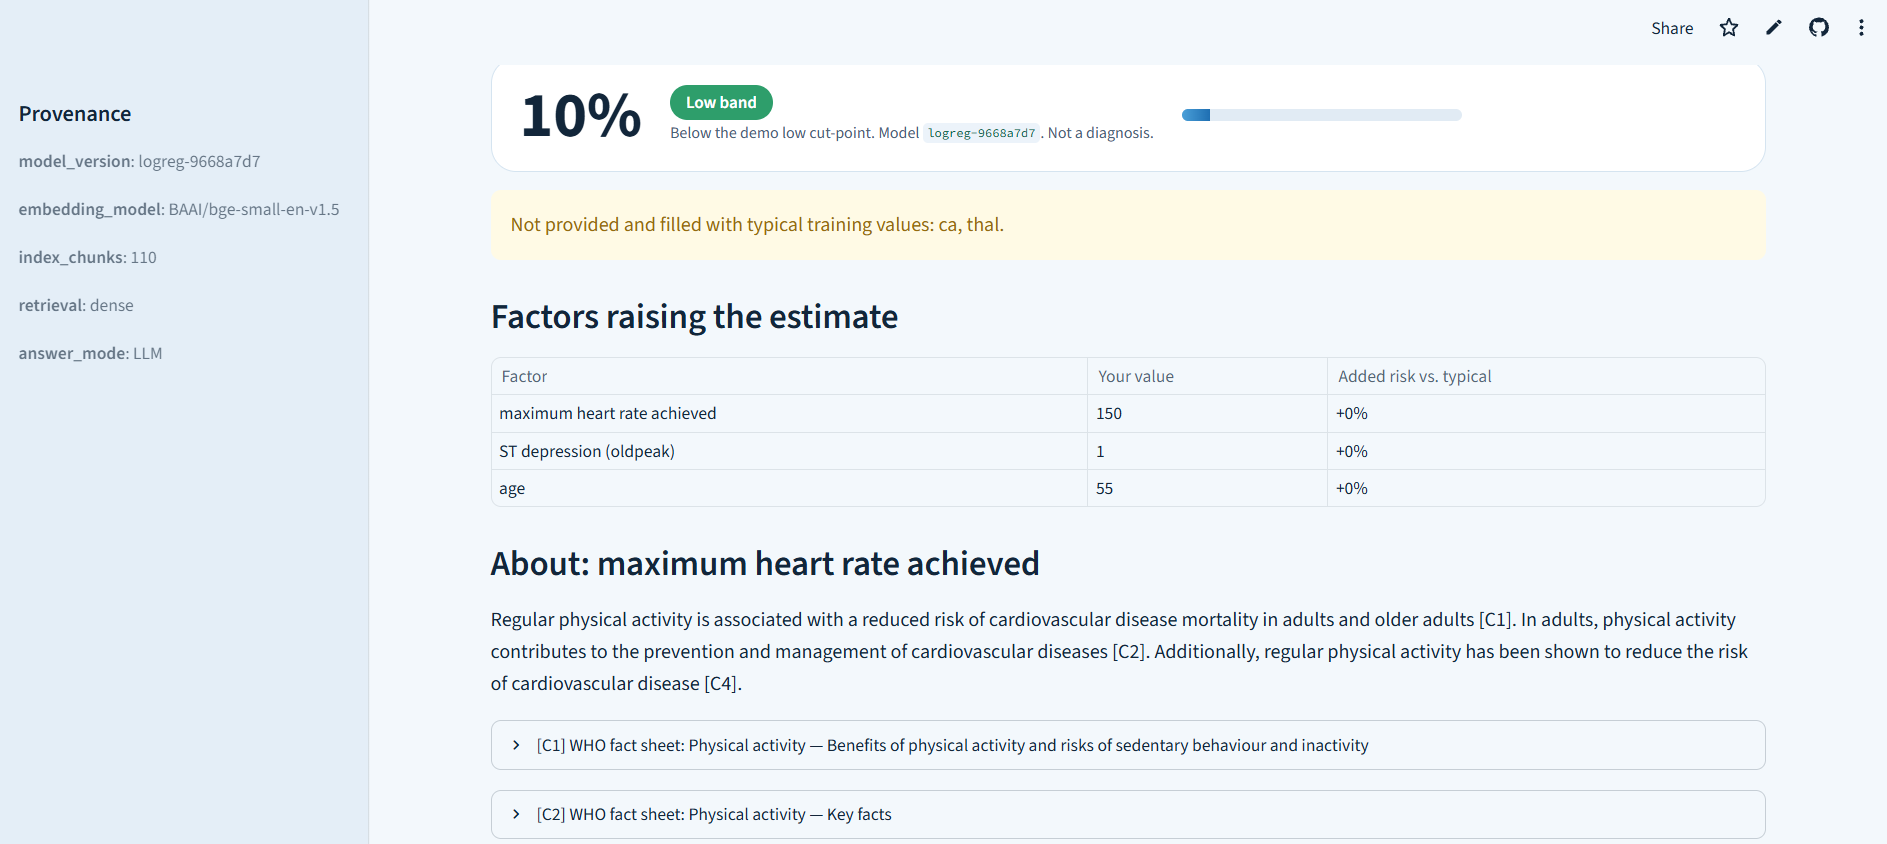 Share
Provenance
model_version: logreg-9668a7d7
embedding_model: BAAI/bge-small-en-v1.5
index_chunks: 110
retrieval: dense
answer_mode: LLM
10%
Low band
Below the demo low cut-point. Model logreg-9668a7d7. Not a diagnosis.
Not provided and filled with typical training values: ca, thal.
Factors raising the estimate
Factor Your value Added risk vs. typical
maximum heart rate achieved 150 +0%
ST depression (oldpeak) 1 +0%
age 55 +0%
About: maximum heart rate achieved
Regular physical activity is associated with a reduced risk of cardiovascular disease mortality in adults and older adults [C1]. In adults, physical activity
contributes to the prevention and management of cardiovascular diseases [C2]. Additionally, regular physical activity has been shown to reduce the risk
of cardiovascular disease [C4].
[C1] WHO fact sheet: Physical activity — Benefits of physical activity and risks of sedentary behaviour and inactivity
[C2] WHO fact sheet: Physical activity — Key facts